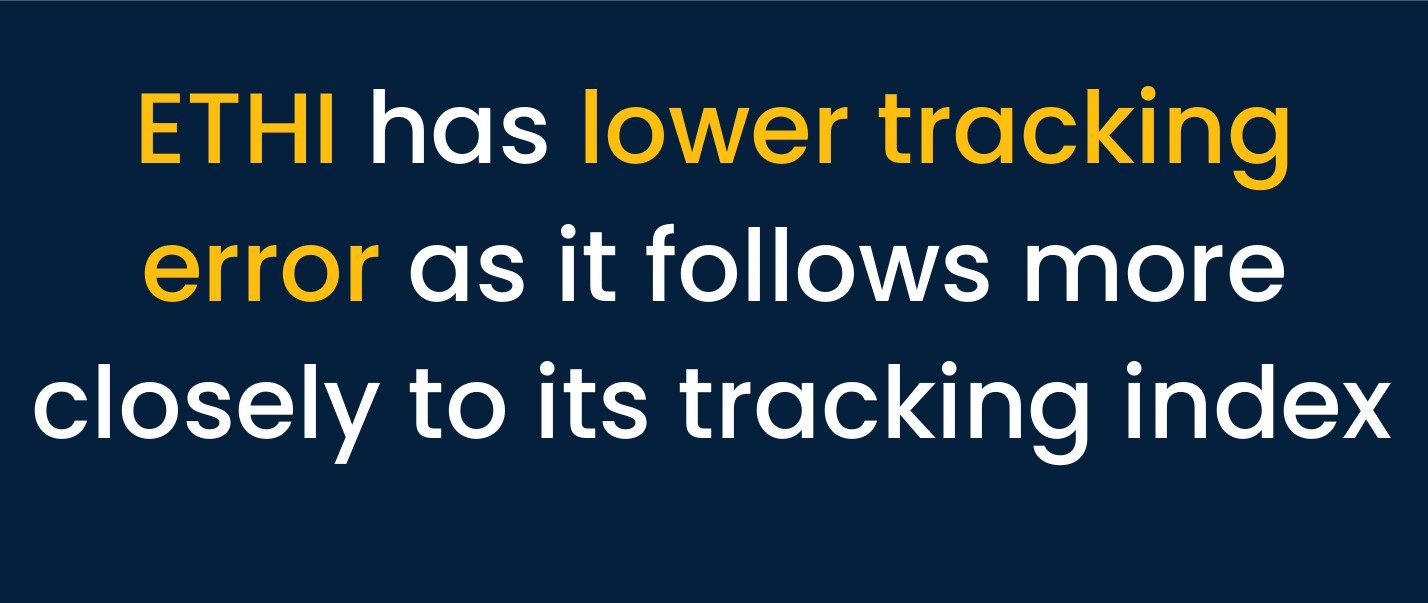 ETHI has lower tracking
error as it follows more
closely to its tracking index